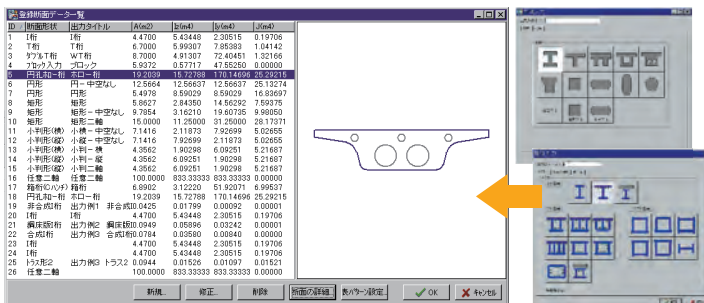 登録断面データ一覧
ID 断面形状 出力タイトル A(m2) Iz(m4) Iy(m4) J(m4)
1 I桁 I桁 4.4700 5.43448 2.30515 0.19706
2 T桁 T桁 6.7000 5.99307 7.85383 1.04142
3 ダブルT桁 WT桁 8.7000 4.91307 72.40451 1.32166
4 ブロック入力 ブロック 5.9372 0.57717 47.55250 0.00000
5 円孔ホロー桁 ホロー桁 19.2039 15.72788 170.14696 25.29215
6 円形 円－中空なし 12.5664 12.56637 12.56637 25.13274
7 円形 円形 5.4978 8.59029 8.59029 16.83697
8 矩形 矩形 5.8627 2.84350 14.56292 7.59375
9 矩形 矩形－中空なし 9.7854 3.16210 19.60735 9.98050
10 矩形 矩形二軸 15.0000 11.25000 31.25000 28.17371
11 小判形(横) 小横－中空なし 7.1416 2.11873 7.92699 5.02655
12 小判形(縦) 小縦－中空なし 7.1416 7.92699 2.11873 5.02655
13 小判形(横) 小判－横 4.3562 1.90298 6.09251 5.21687
14 小判形(縦) 小判－縦 4.3562 6.09251 1.90298 5.21687
15 小判形(縦) 小判二軸 4.3562 6.09251 1.90298 5.21687
16 任意二軸 任意二軸 100.0000 833.33333 833.33333 0.00000
17 箱桁(Cハンチ) 箱桁 6.8902 3.12220 51.92071 6.99537
18 円孔ホロー桁 ホロー桁 19.2039 15.72788 170.14696 25.29215
19 非合成I桁 出力例1 非合成I0.0425 0.01799 0.00092 0.00001
20 I桁 I桁 4.4700 5.43448 2.30515 0.19706
21 鋼床版I桁 出力例2 鋼床版I0.0949 0.05896 0.03242 0.00001
22 合成I桁 出力例3 合成I桁0.0784 0.03580 0.00840 0.00000
23 I桁 I桁 4.4700 5.43448 2.30515 0.19706
24 I桁 I桁 4.4700 5.43448 2.30515 0.19706
25 トラス形2 出力例3 トラス2 0.0944 0.01526 0.01097 0.01521
26 任意二軸 100.0000 833.33333 833.33333 0.00000
新規... 修正... 削除 断面の詳細... 表パターン設定... OK キャンセル